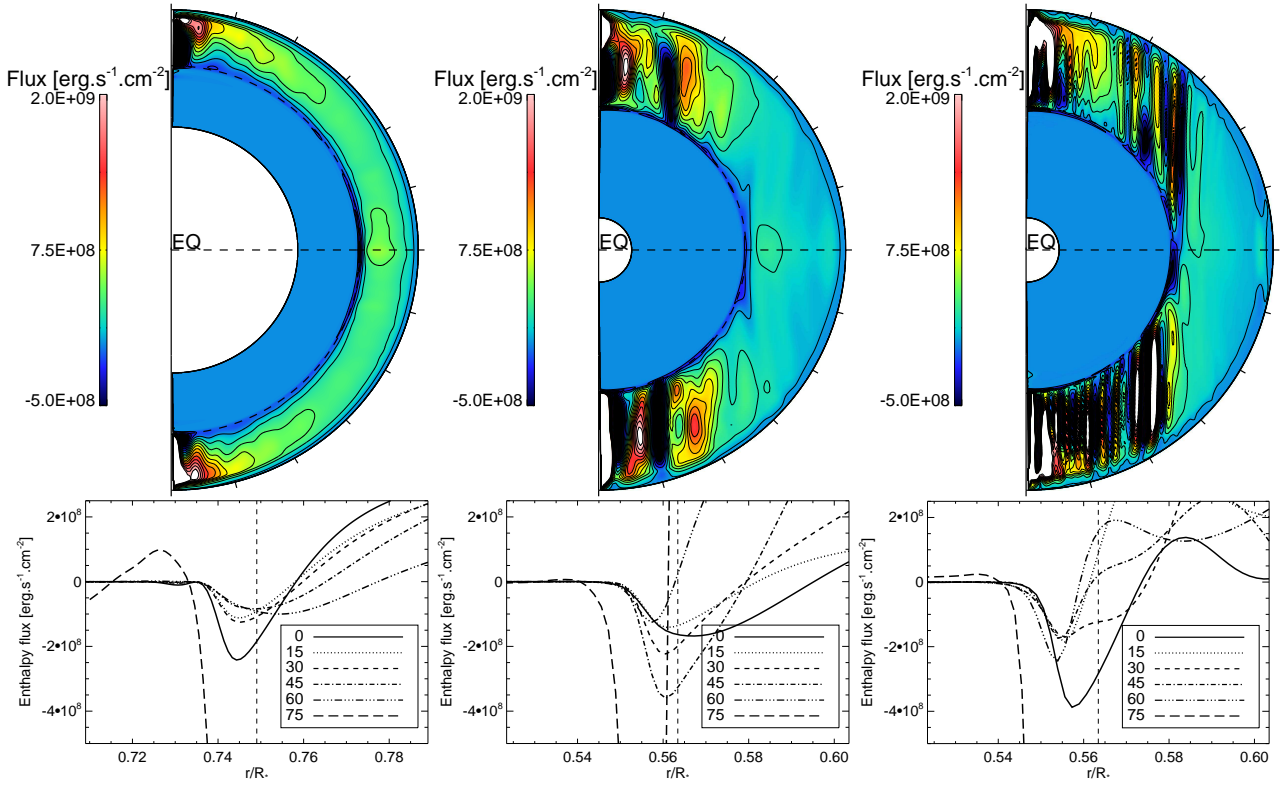 Flux [erg.s⁻¹.cm⁻²]
2.0E+09
7.5E+08
-5.0E+08
EQ
Flux [erg.s⁻¹.cm⁻²]
2.0E+09
7.5E+08
-5.0E+08
EQ
Flux [erg.s⁻¹.cm⁻²]
2.0E+09
7.5E+08
-5.0E+08
EQ
Enthalpy flux [erg.s⁻¹.cm⁻²]
2•10⁸
0
-2•10⁸
-4•10⁸
0
15
30
45
60
75
0.72
0.74
0.76
0.78
r/R*
Enthalpy flux [erg.s⁻¹.cm⁻²]
2•10⁸
0
-2•10⁸
-4•10⁸
0
15
30
45
60
75
0.54
0.56
0.58
0.60
r/R*
Enthalpy flux [erg.s⁻¹.cm⁻²]
2•10⁸
0
-2•10⁸
-4•10⁸
0
15
30
45
60
75
0.54
0.56
0.58
0.60
r/R*